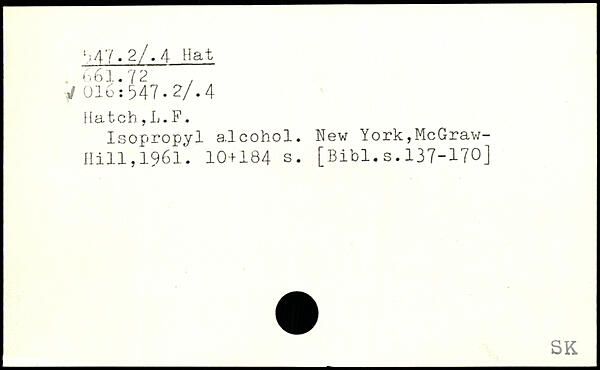 547.2/.4 Hat
661.72
✓ 016:547.2/.4
Hatch,L.F.
Isopropyl alcohol. New York,McGraw-
Hill,1961. 10+184 s. [Bibl.s.137-170]
SK